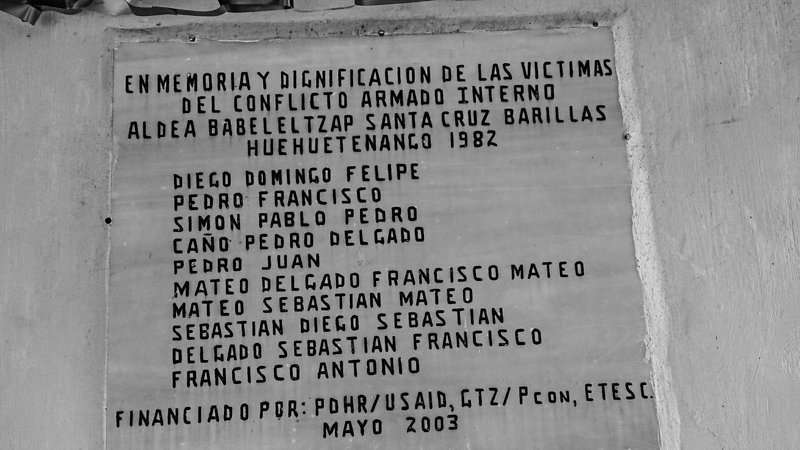 EN MEMORIA Y DIGNIFICACION DE LAS VICTIMAS
DEL CONFLICTO ARMADO INTERNO
ALDEA BABELELTZAP SANTA CRUZ BARILLAS
HUEHUETENANGO 1982
DIEGO DOMINGO FELIPE
PEDRO FRANCISCO
SIMON PABLO PEDRO
CAÑO PEDRO DELGADO
PEDRO JUAN
MATEO DELGADO FRANCISCO MATEO
MATEO SEBASTIAN MATEO
SEBASTIAN DIEGO SEBASTIAN
DELGADO SEBASTIAN FRANCISCO
FRANCISCO ANTONIO
FINANCIADO POR: PDHR/USAID, GTZ/PCON, ETESC.
MAYO 2003